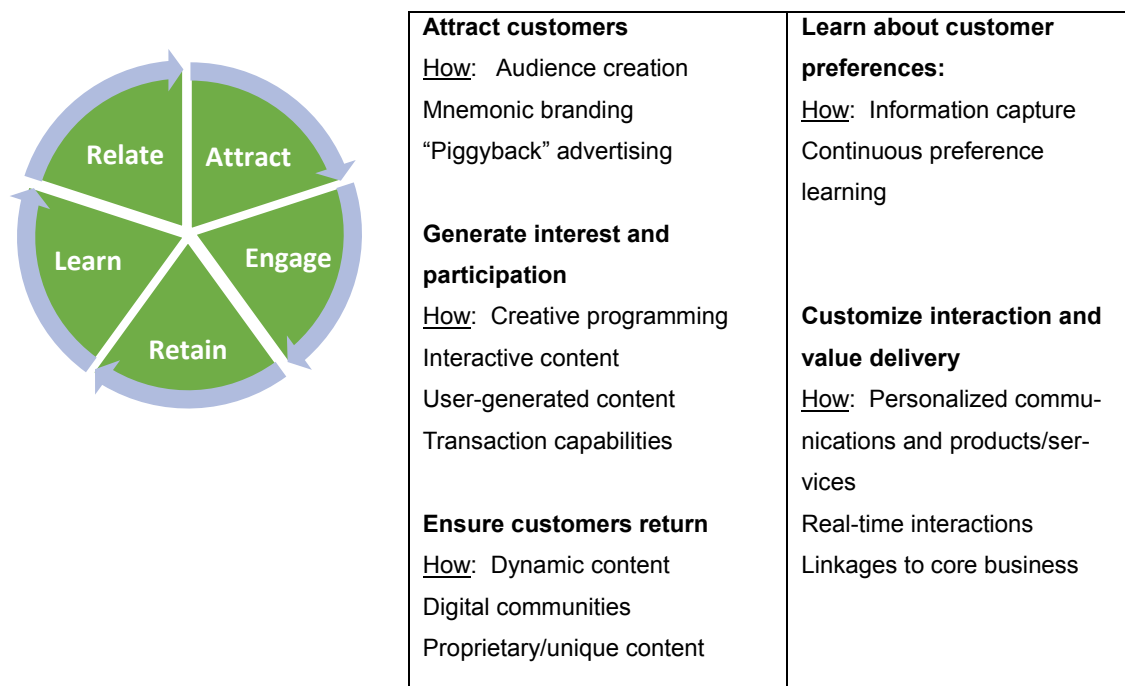 Relate
Attract
Learn
Engage
Retain
Attract customers
How: Audience creation
Mnemonic branding
“Piggyback” advertising
Generate interest and
participation
How: Creative programming
Interactive content
User-generated content
Transaction capabilities
Ensure customers return
How: Dynamic content
Digital communities
Proprietary/unique content
Learn about customer
preferences:
How: Information capture
Continuous preference
learning
Customize interaction and
value delivery
How: Personalized commu-
nications and products/ser-
vices
Real-time interactions
Linkages to core business